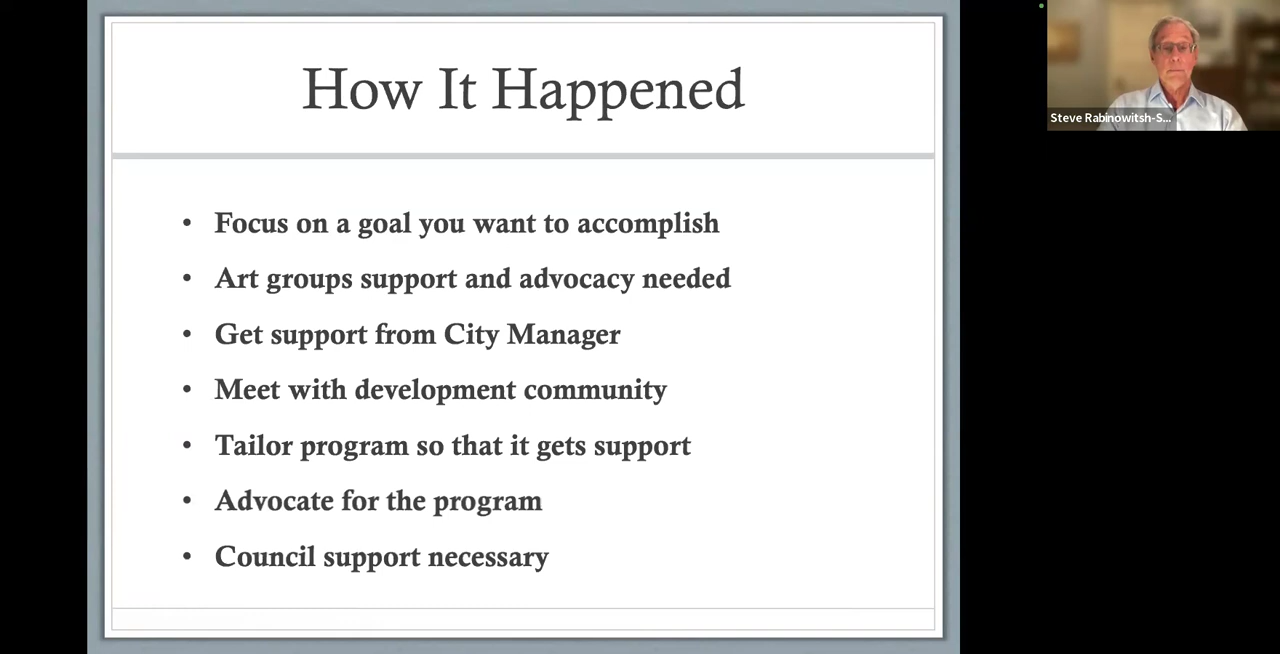 How It Happened
• Focus on a goal you want to accomplish
• Art groups support and advocacy needed
• Get support from City Manager
• Meet with development community
• Tailor program so that it gets support
• Advocate for the program
• Council support necessary
Steve Rabinowitsh-S...